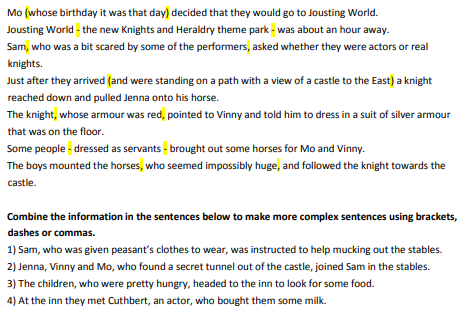 Mo (whose birthday it was that day) decided that they would go to Jousting World.
Jousting World - the new Knights and Heraldry theme park - was about an hour away.
Sam, who was a bit scared by some of the performers, asked whether they were actors or real
knights.
Just after they arrived (and were standing on a path with a view of a castle to the East) a knight
reached down and pulled Jenna onto his horse.
The knight, whose armour was red, pointed to Vinny and told him to dress in a suit of silver armour
that was on the floor.
Some people - dressed as servants - brought out some horses for Mo and Vinny.
The boys mounted the horses, who seemed impossibly huge, and followed the knight towards the
castle.
Combine the information in the sentences below to make more complex sentences using brackets,
dashes or commas.
1) Sam, who was given peasant's clothes to wear, was instructed to help mucking out the stables.
2) Jenna, Vinny and Mo, who found a secret tunnel out of the castle, joined Sam in the stables.
3) The children, who were pretty hungry, headed to the inn to look for some food.
4) At the inn they met Cuthbert, an actor, who bought them some milk.